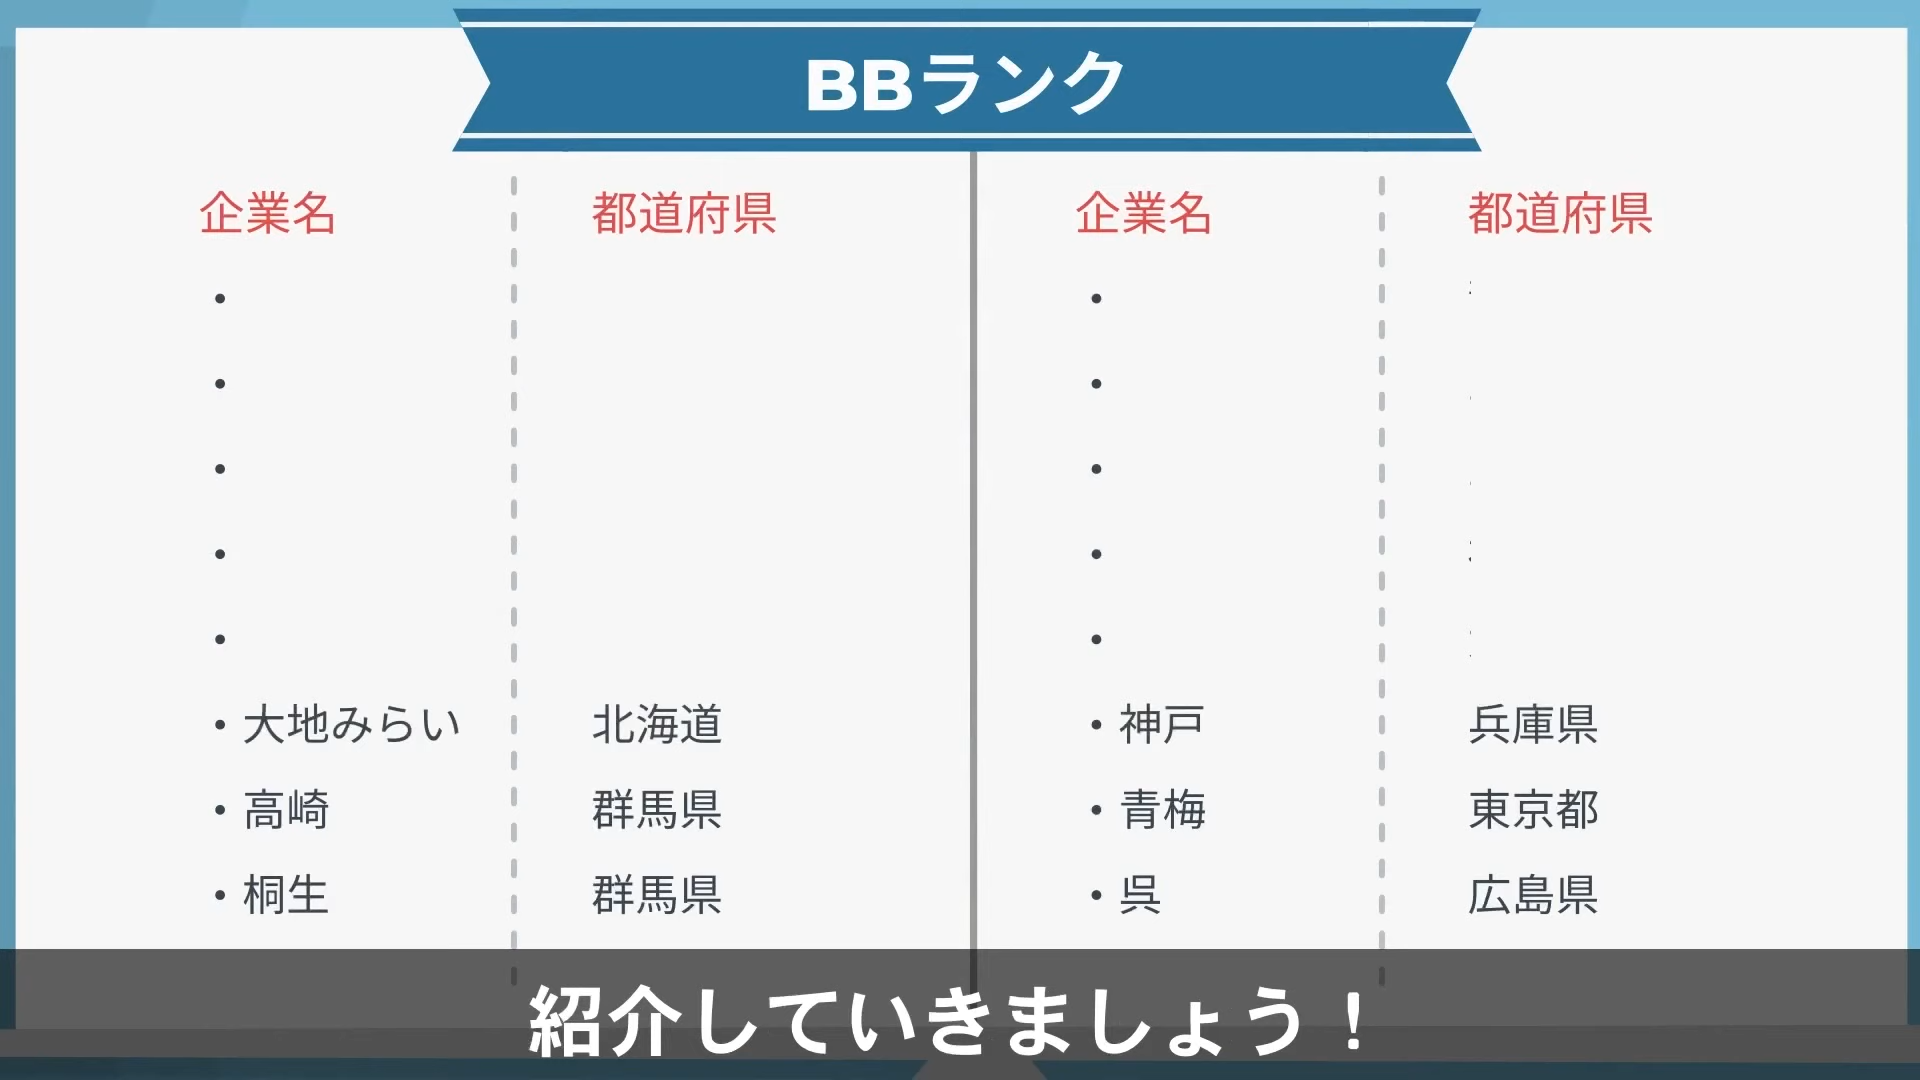 BBランク
企業名 都道府県 企業名 都道府県
・ ・
・ ・
・ ・
・ ・
・ ・
・大地みらい 北海道 ・神戸 兵庫県
・高崎 群馬県 ・青梅 東京都
・桐生 群馬県 ・呉 広島県
紹介していきましょう！